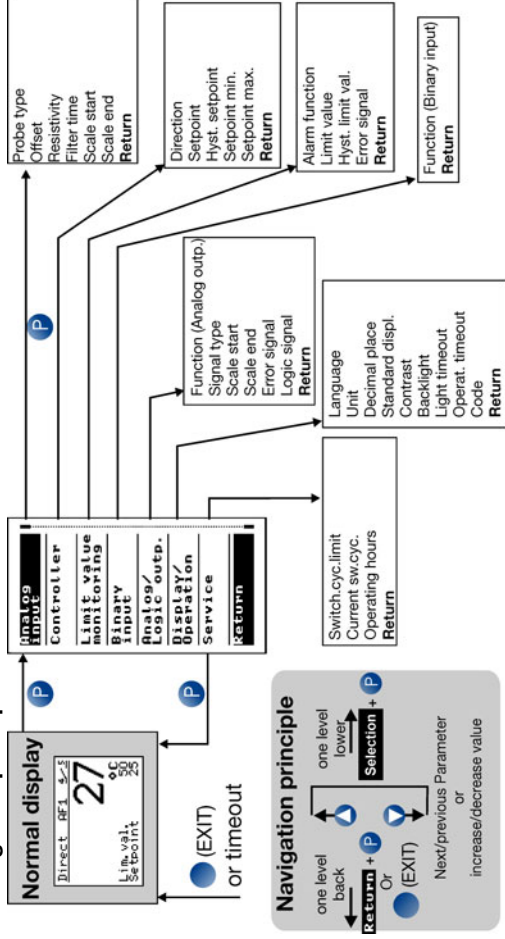 Normal display
Direct AF1
27
°C
Lim.val. 50
Setpoint 25
P
P
P
(EXIT)
or timeout
Analog
input
Controller
Limit value
monitoring
Binary
input
Analog/
Logic outp.
Display/
Operation
Service
Return
Probe type
Offset
Resistivity
Filter time
Scale start
Scale end
Return
Direction
Setpoint
Hyst. setpoint
Setpoint min.
Setpoint max.
Return
Alarm function
Limit value
Hyst. limit val.
Error signal
Return
Function (Binary input)
Return
Function (Analog outp.)
Signal type
Scale start
Scale end
Error signal
Logic signal
Return
Language
Unit
Decimal place
Standard displ.
Contrast
Backlight
Light timeout
Operat. timeout
Code
Return
Switch.cyc.limit
Current sw.cyc.
Operating hours
Return
Navigation principle
one level
back
Return + P
Or
(EXIT)
one level
lower
Selection + P
Next/previous Parameter
or
increase/decrease value